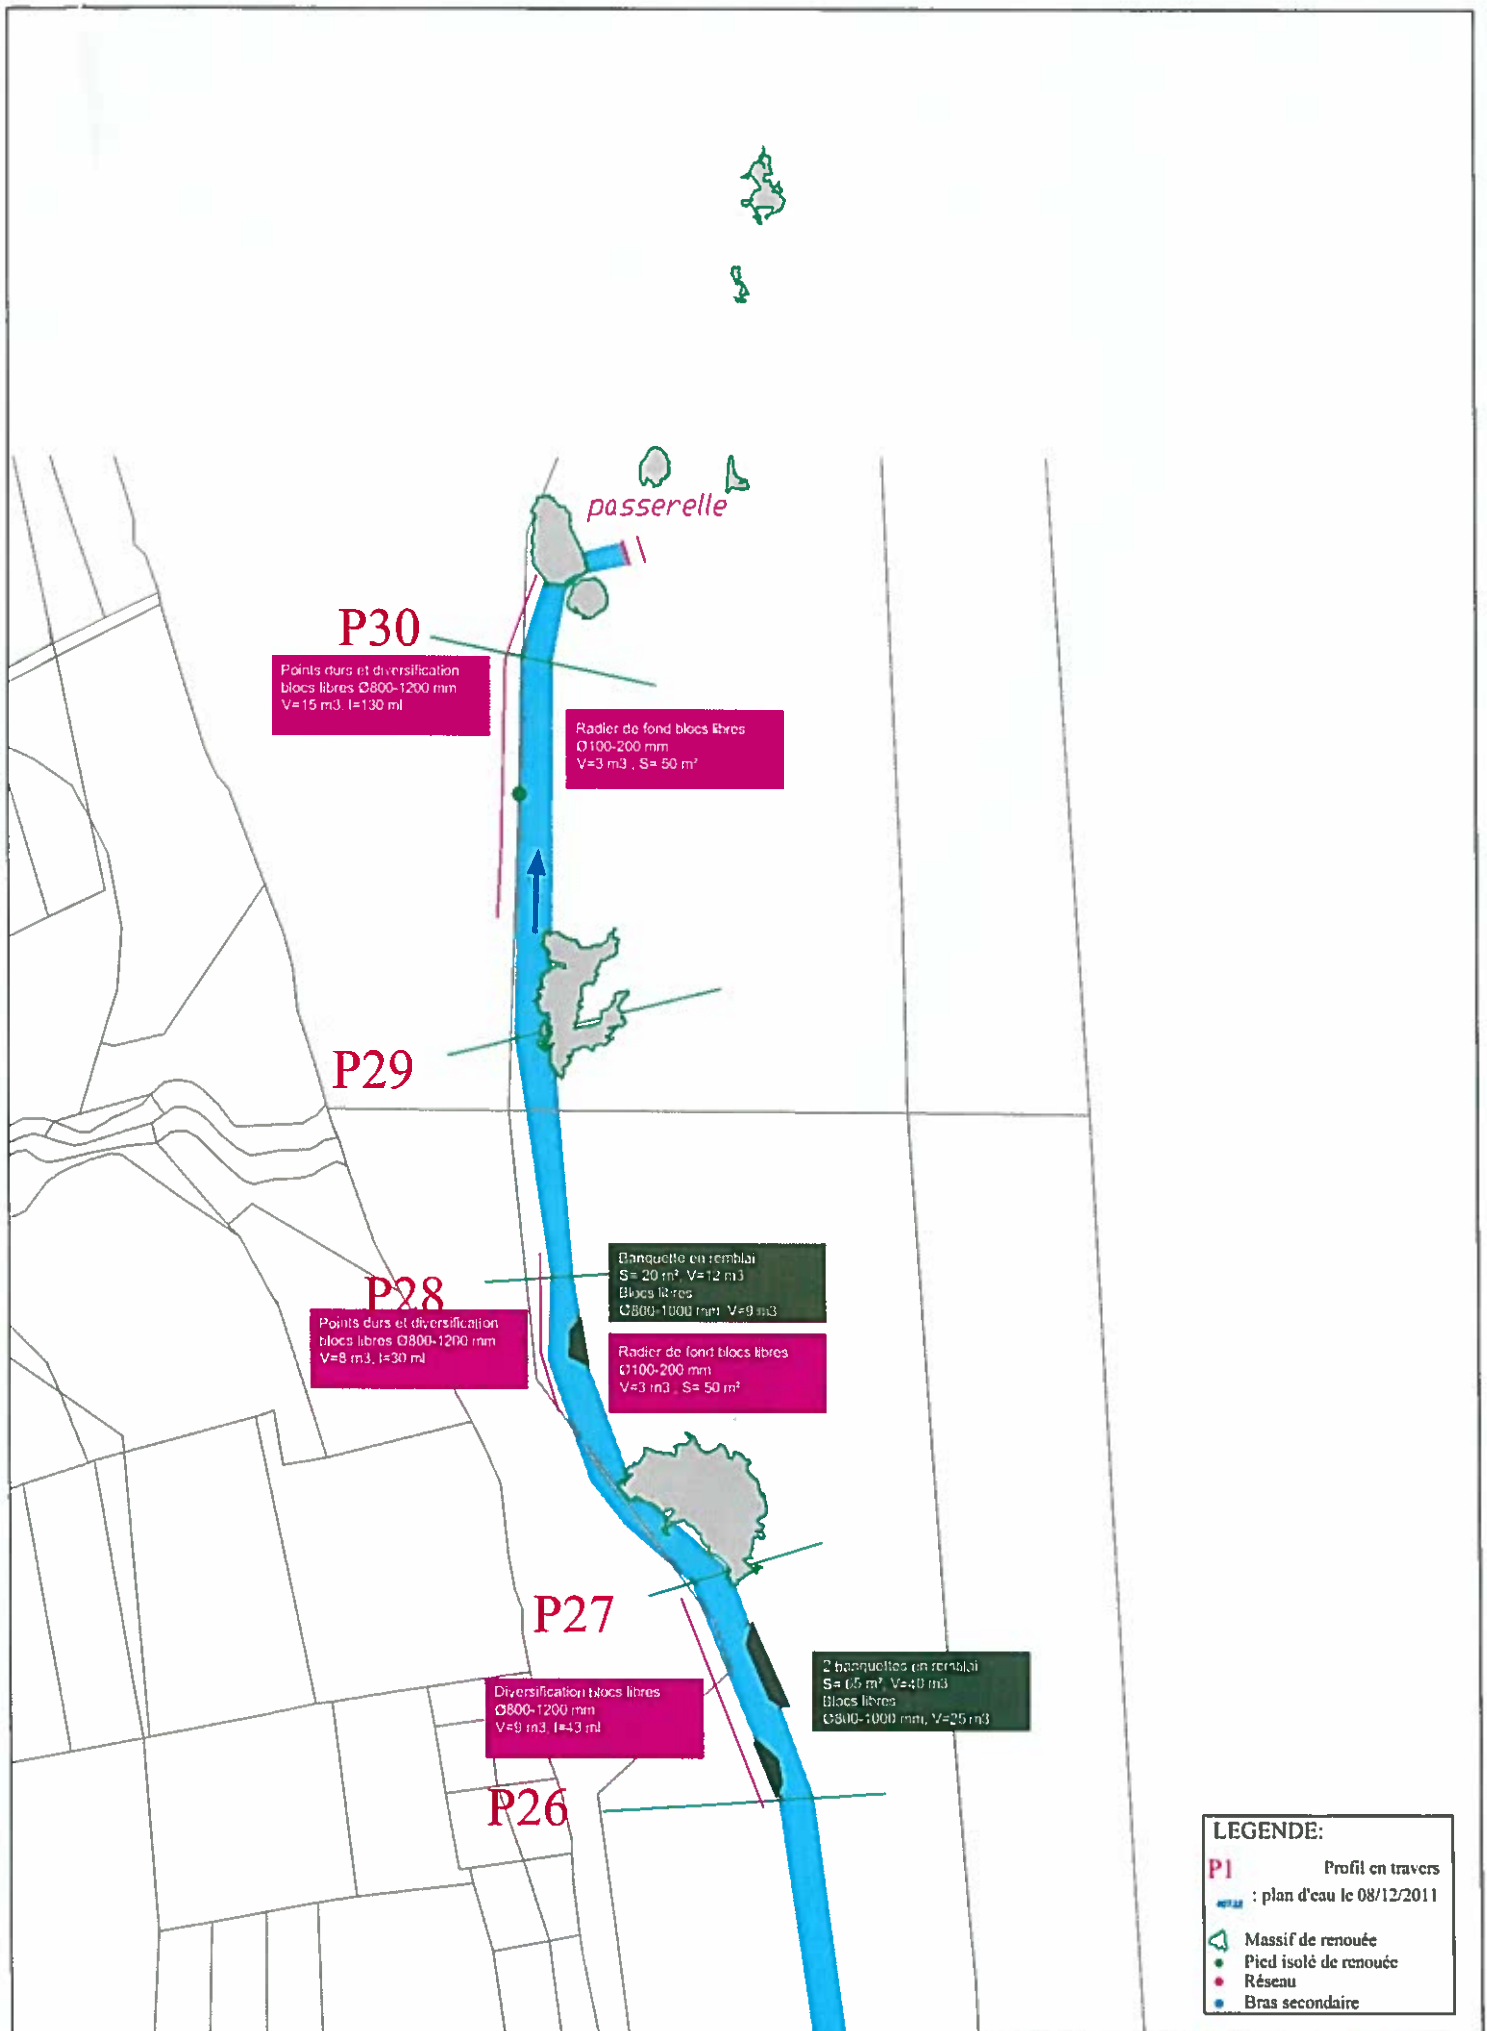 passerelle
P30
Points durs et diversification
blocs libres Ø800-1200 mm
V=15 m3, l=130 ml
Radier de fond blocs libres
Ø100-200 mm
V=3 m3 , S= 50 m²
P29
Banquette en remblai
S= 20 m², V=12 m3
Blocs libres
Ø800-1000 mm, V=9 m3
P28
Points durs et diversification
blocs libres Ø800-1200 mm
V=8 m3, l=30 ml
Radier de fond blocs libres
Ø100-200 mm
V=3 m3 , S= 50 m²
P27
2 banquettes en remblai
S= 65 m², V=40 m3
Blocs libres
Ø800-1000 mm, V=25 m3
Diversification blocs libres
Ø800-1200 mm
V=9 m3, l=43 ml
P26
LEGENDE:
P1 Profil en travers
: plan d'eau le 08/12/2011
Massif de renouée
Pied isolé de renouée
Réseau
Bras secondaire